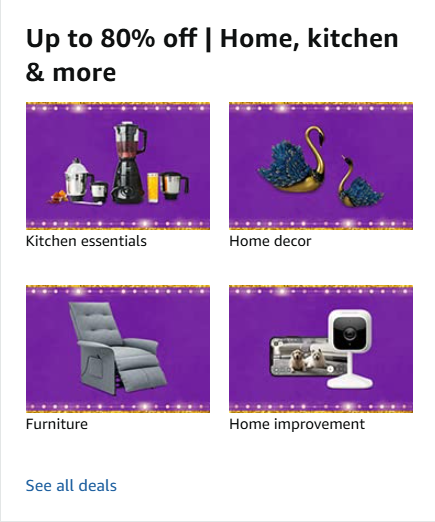 Up to 80% off | Home, kitchen
& more
Kitchen essentials
Home decor
Furniture
Home improvement
See all deals